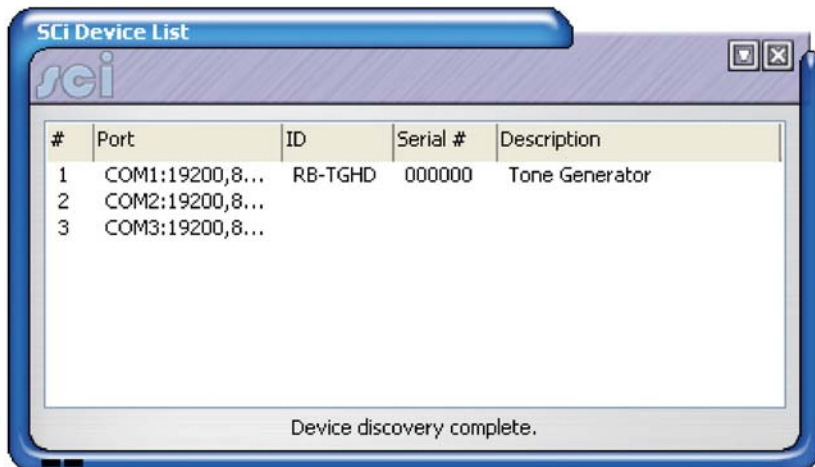 SCi Device List
sci
# Port ID Serial # Description
1 COM1:19200,8... RB-TGHD 000000 Tone Generator
2 COM2:19200,8...
3 COM3:19200,8...
Device discovery complete.